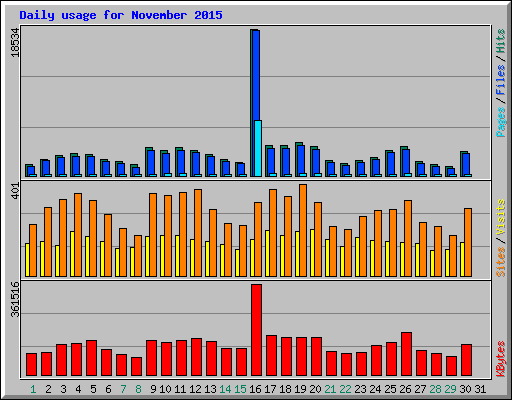 Daily usage for November 2015
18534
Pages / Files / Hits
401
Sites / Visits
361516
KBytes
1 2 3 4 5 6 7 8 9 10 11 12 13 14 15 16 17 18 19 20 21 22 23 24 25 26 27 28 29 30 31